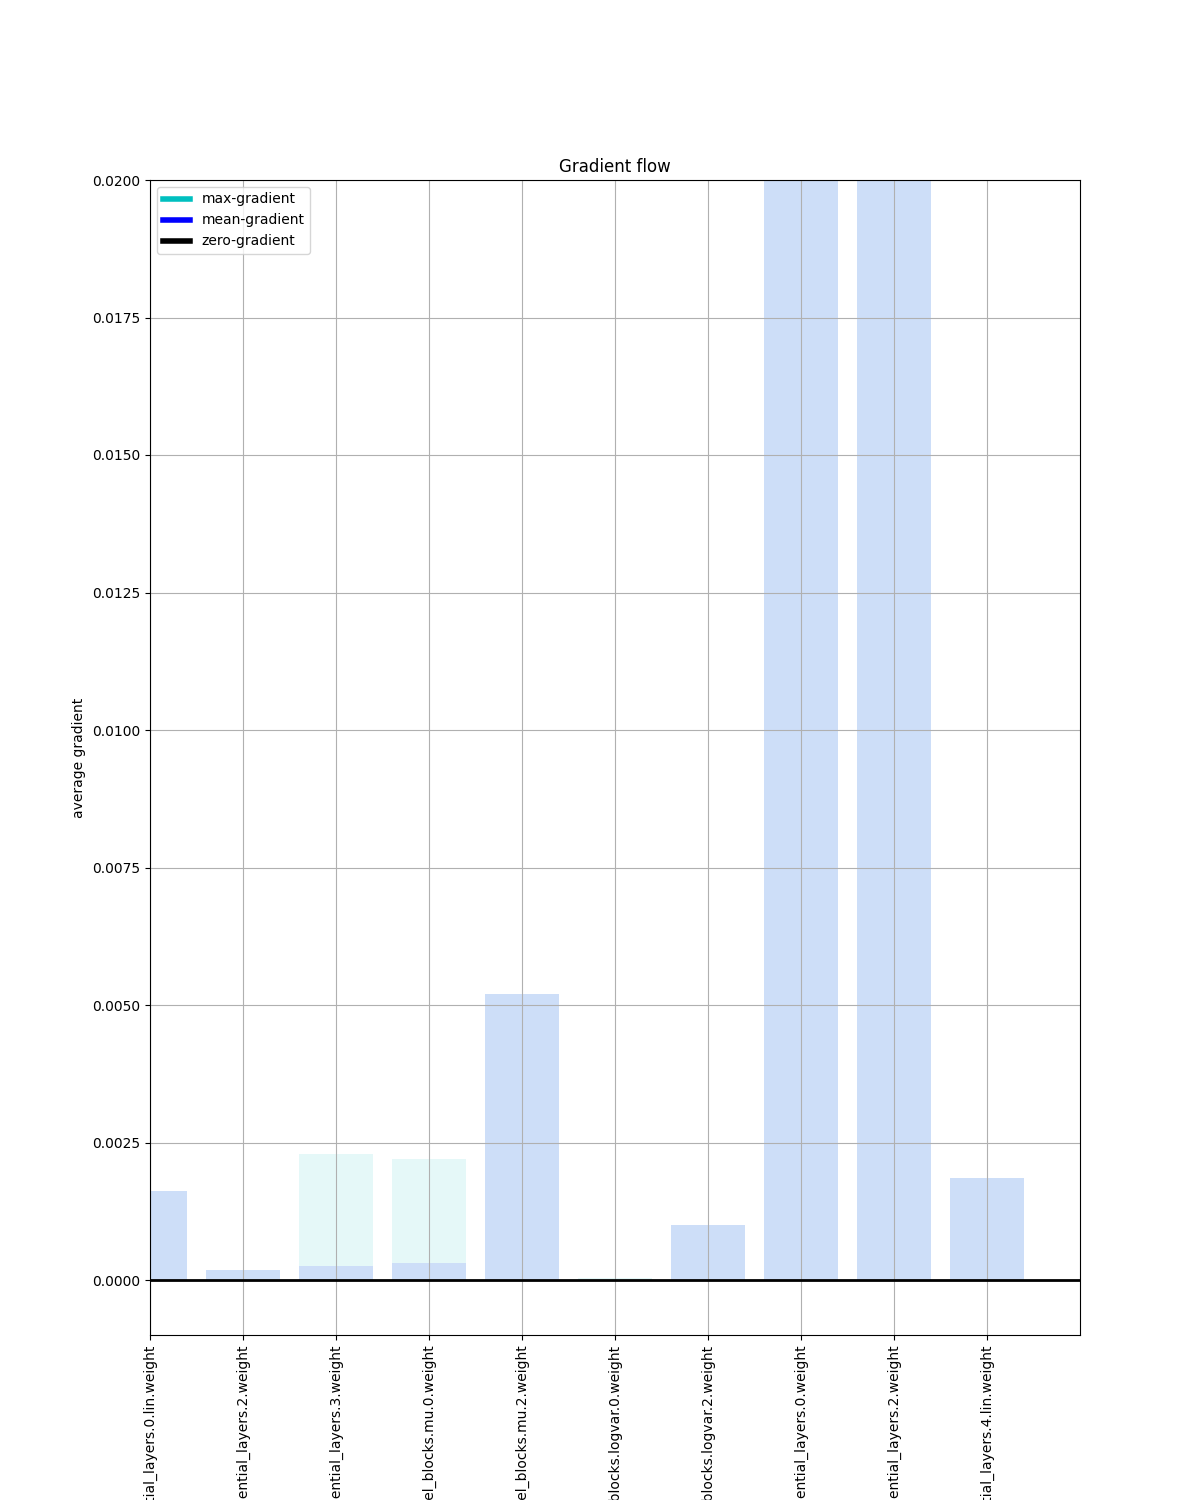 Gradient flow
max-gradient
mean-gradient
zero-gradient
0.0200
0.0175
0.0150
0.0125
0.0100
0.0075
0.0050
0.0025
0.0000
average gradient
tial_layers.0.lin.weight
ential_layers.2.weight
ential_layers.3.weight
el_blocks.mu.0.weight
el_blocks.mu.2.weight
blocks.logvar.0.weight
blocks.logvar.2.weight
ential_layers.0.weight
ential_layers.2.weight
tial_layers.4.lin.weight